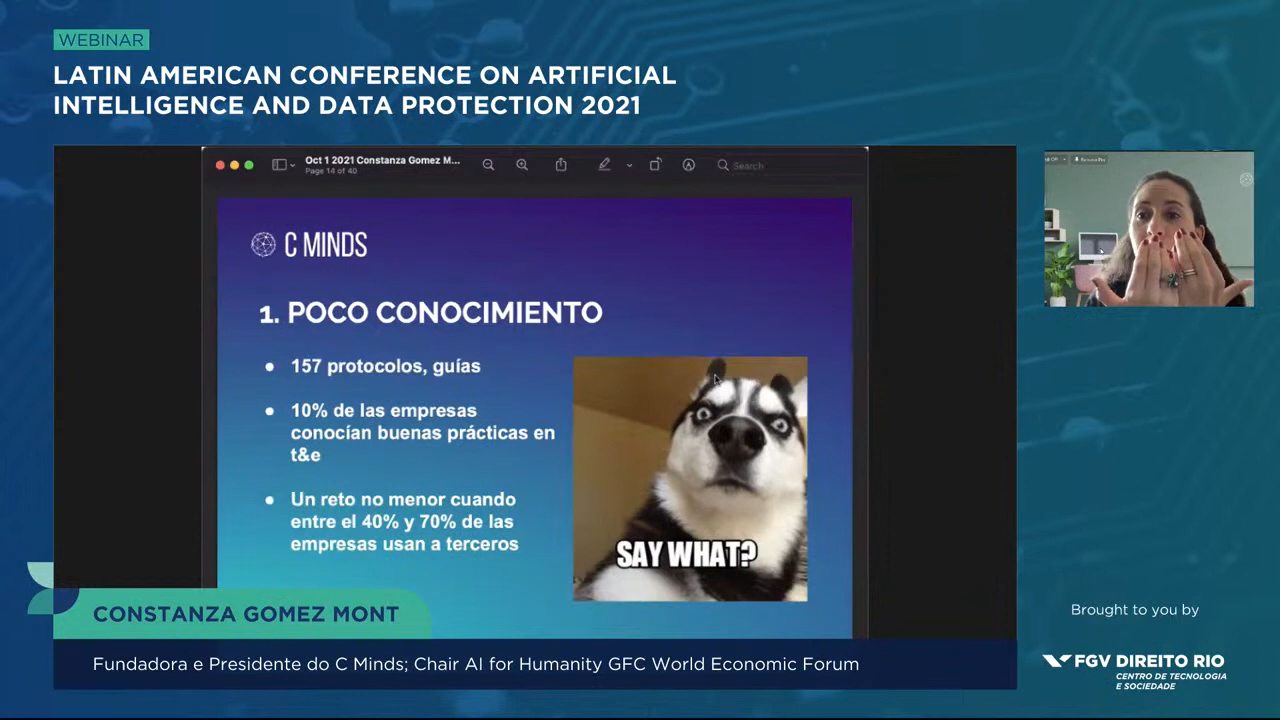 WEBINAR
LATIN AMERICAN CONFERENCE ON ARTIFICIAL
INTELLIGENCE AND DATA PROTECTION 2021
Oct 1 2021 Constanza Gomez M...
Page 14 of 40
Search
C MINDS
1. POCO CONOCIMIENTO
• 157 protocolos, guías
• 10% de las empresas
conocían buenas prácticas en
t&e
• Un reto no menor cuando
entre el 40% y 70% de las
empresas usan a terceros
SAY WHAT?
CONSTANZA GOMEZ MONT
Fundadora e Presidente do C Minds; Chair AI for Humanity GFC World Economic Forum
Brought to you by
FGV DIREITO RIO
CENTRO DE TECNOLOGIA
E SOCIEDADE